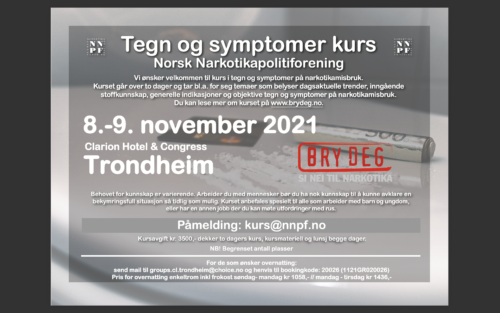 NN
PF
Tegn og symptomer kurs
NN
PF
Norsk Narkotikapolitiforening
Vi ønsker velkommen til kurs i tegn og symptomer på narkotikamisbruk.
Kurset går over to dager og tar bl.a. for seg temaer som belyser dagsaktuelle trender, inngående
stoffkunnskap, generelle indikasjoner og objektive tegn og symptomer på narkotikamisbruk.
Du kan lese mer om kurset på www.brydeg.no.
8.-9. november 2021
Clarion Hotel & Congress
Trondheim
BRY DEG
SI NEI TIL NARKOTIKA
Behovet for kunnskap er varierende. Arbeider du med mennesker bør du ha nok kunnskap til å kunne avklare en
bekymringsfull situasjon så tidlig som mulig. Kurset anbefales spesielt til alle som arbeider med barn og ungdom,
eller har en annen jobb der du kan møte utfordringer med rus.
Påmelding: kurs@nnpf.no
Kursavgift kr. 3500,- dekker to dagers kurs, kursmateriell og lunsj begge dager.
NB! Begrenset antall plasser
For de som ønsker overnatting:
send mail til groups.cl.trondheim@choice.no og henvis til bookingkode: 20026 (1121GR020026)
Pris for overnatting enkeltrom inkl frokost søndag- mandag kr 1058,- // mandag - tirsdag kr 1436,-